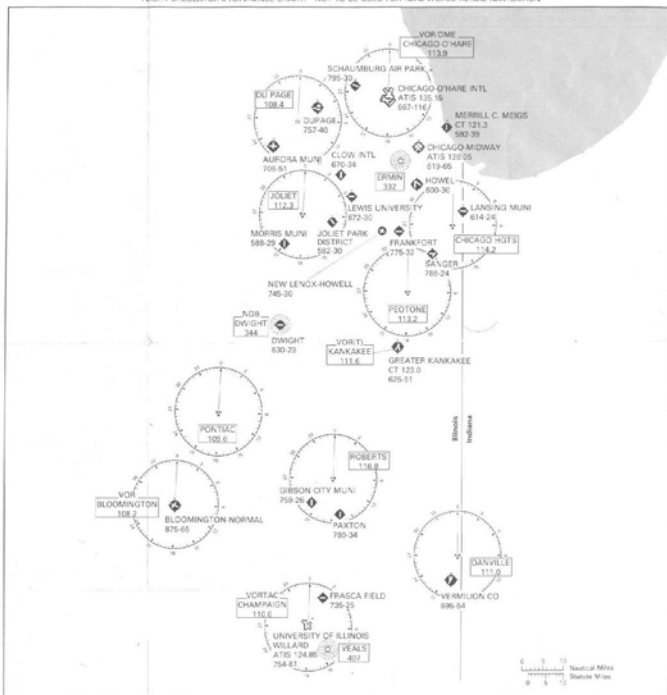 VOR/DME
CHICAGO-O'HARE
113.9
SCHAUMBURG AIR PARK
795-30
CHICAGO-O'HARE INTL
ATIS 135.15
667-116
DU PAGE
108.4
DUPAGE
757-40
MERRILL C. MEIGS
CT 121.3
592-39
CHICAGO-MIDWAY
ATIS 128.05
619-65
AURORA MUNI
706-51
CLOW INTL
670-34
ERMIN
332
HOWEL
600-30
JOLIET
112.3
LEWIS UNIVERSITY
672-30
LANSING MUNI
614-24
MORRIS MUNI
588-29
JOLIET PARK
DISTRICT
582-30
FRANKFORT
775-32
CHICAGO HGTS
114.2
SANGER
786-24
NEW LENOX-HOWELL
745-30
PEOTONE
113.2
NDB
DWIGHT
344
DWIGHT
630-23
VOR(T)
KANKAKEE
111.6
GREATER KANKAKEE
CT 123.0
626-51
PONTIAC
109.6
Illinois
Indiana
ROBERTS
116.8
VOR
BLOOMINGTON
108.2
GIBSON CITY MUNI
759-26
BLOOMINGTON-NORMAL
875-65
PAXTON
780-34
DANVILLE
111.0
VERMILION CO
695-54
VORTAC
CHAMPAIGN
110.0
FRASCA FIELD
735-25
UNIVERSITY OF ILLINOIS
WILLARD
ATIS 124.85
754-81
VEALS
407
0 5 10
Nautical Miles
Statute Miles
0 5 10